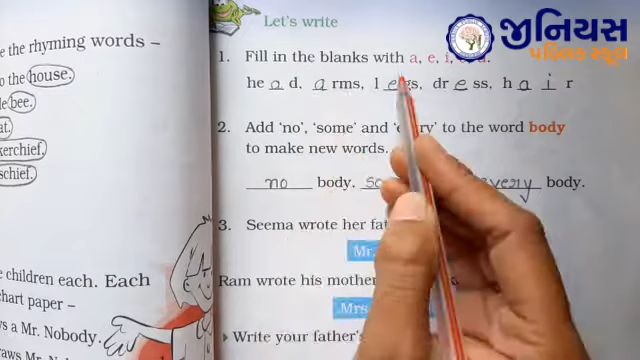 Let's write
જીનિયસ
પબ્લિક સ્કૂલ
e the rhyming words –
o the house.
le bee.
at.
kerchief.
schief.
1. Fill in the blanks with a, e, i,
he a d, a rms, l e gs, dr e ss, h a i r
2. Add 'no', 'some' and 'every' to the word body
to make new words.
no body. so every body.
3. Seema wrote her fat
Mr.
Ram wrote his mother
Mrs
▸ Write your father's
e children each. Each
chart paper –
ys a Mr. Nobody.